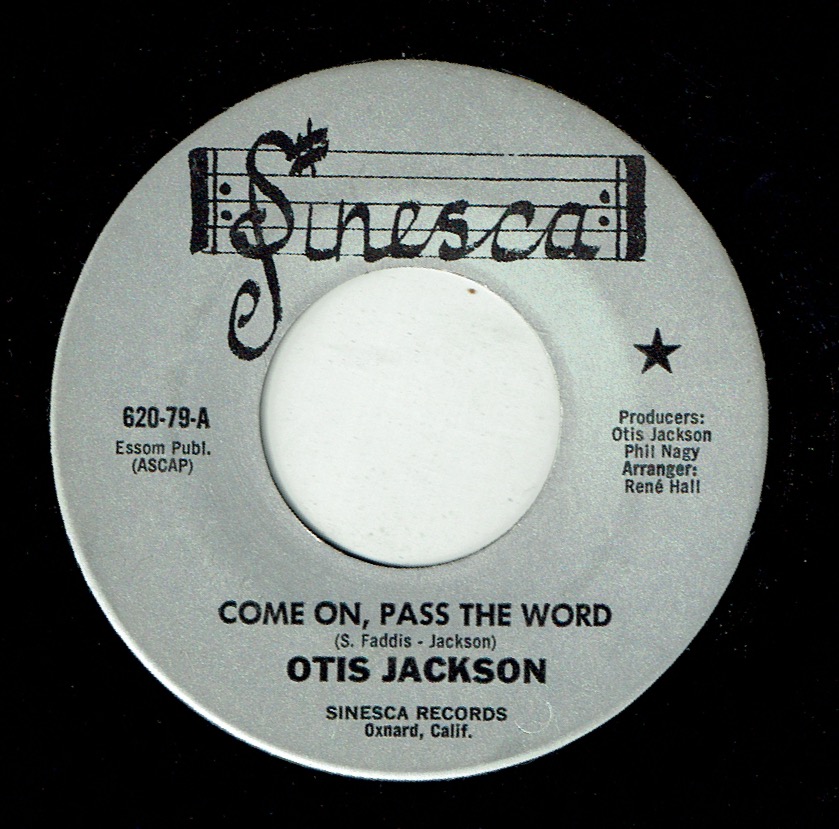 Sinesca
620-79-A
Essom Publ.
(ASCAP)
Producers:
Otis Jackson
Phil Nagy
Arranger:
René Hall
COME ON, PASS THE WORD
(S. Faddis - Jackson)
OTIS JACKSON
SINESCA RECORDS
Oxnard, Calif.